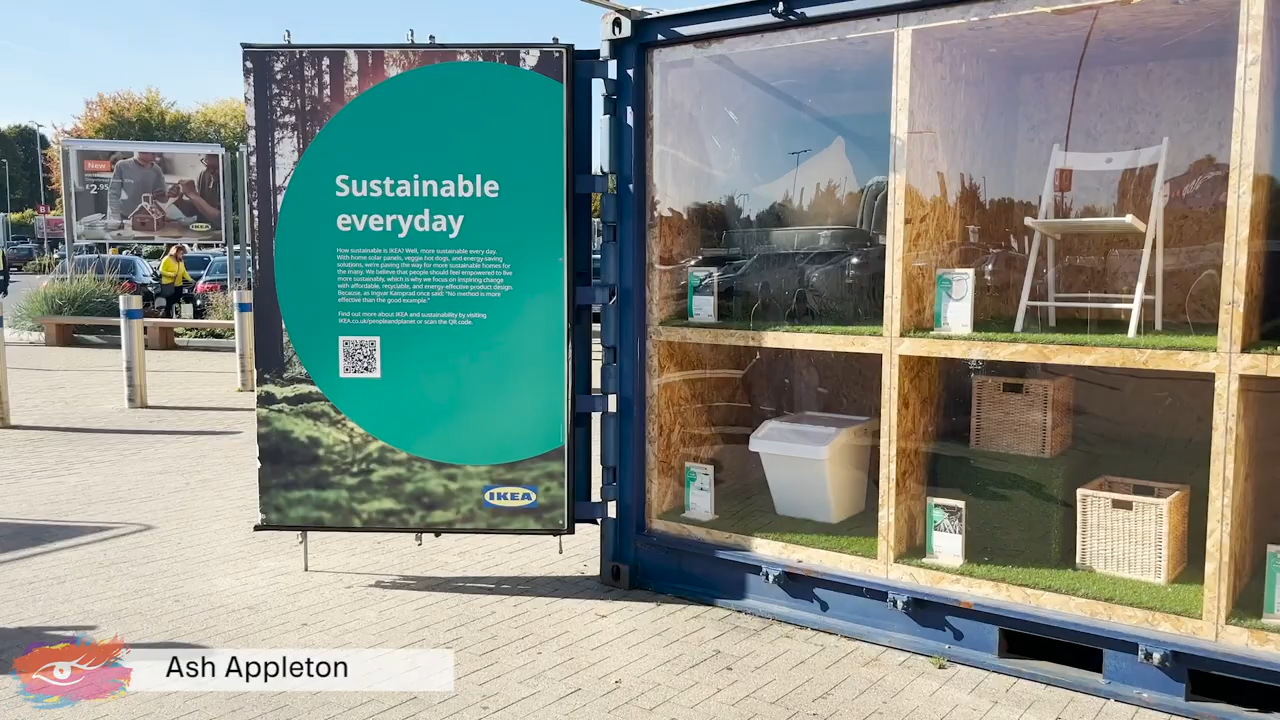 New
£2.95
IKEA
Sustainable
everyday
How sustainable is IKEA? Well, more sustainable every day.
With home solar panels, veggie hot dogs, and energy-saving
solutions, we're paving the way for more sustainable homes for
the many. We believe that people should feel empowered to live
more sustainably, which is why we focus on inspiring change
with affordable, recyclable, and energy-effective product design.
Because, as Ingvar Kamprad once said: "No method is more
effective than the good example."
Find out more about IKEA and sustainability by visiting
IKEA.co.uk/peopleandplanet or scan the QR code.
IKEA
Ash Appleton